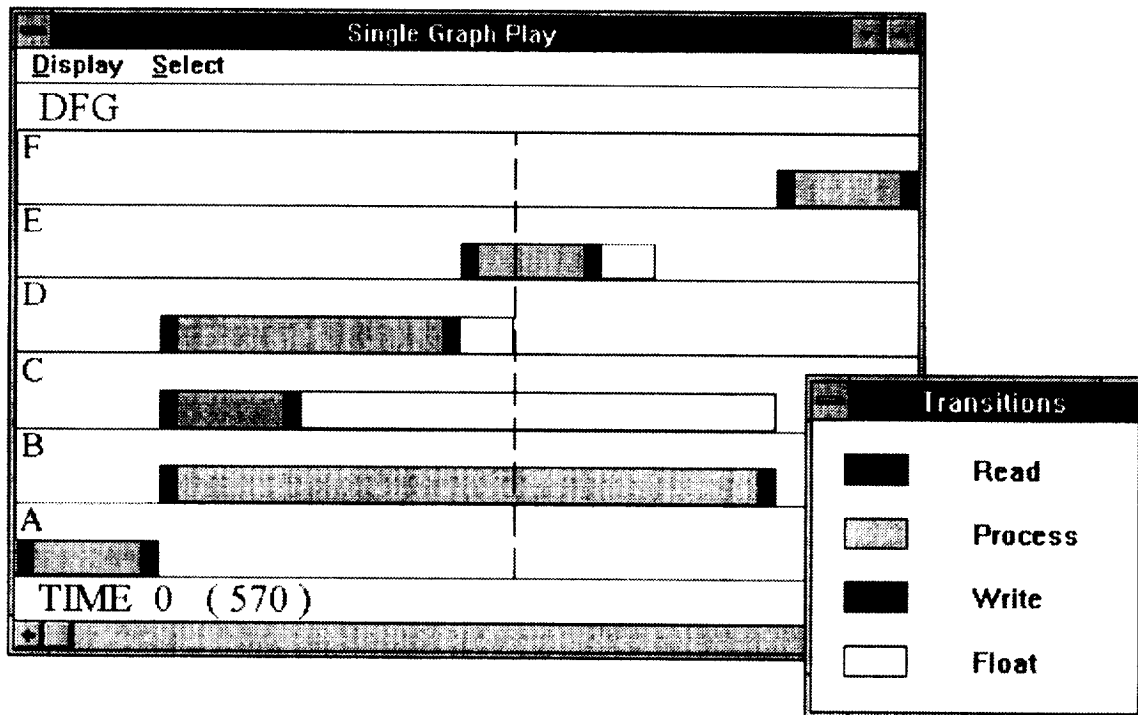 Single Graph Play
Display Select
DFG
F
E
D
C
B
A
TIME 0 ( 570 )
Transitions
Read
Process
Write
Float